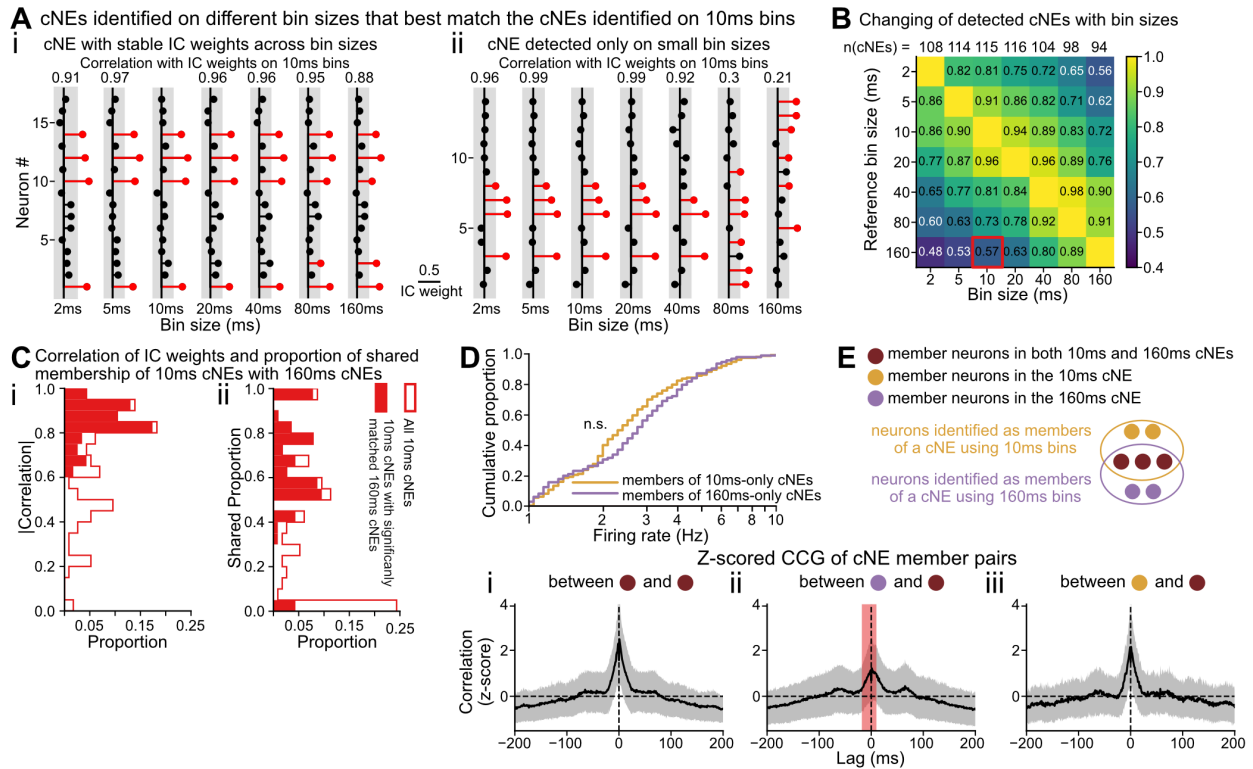 A cNEs identified on different bin sizes that best match the cNEs identified on 10ms bins
i cNE with stable IC weights across bin sizes
Correlation with IC weights on 10ms bins
0.91 0.97 0.96 0.96 0.95 0.88
Neuron #
15
10
5
2ms 5ms 10ms 20ms 40ms 80ms 160ms
Bin size (ms)
0.5
IC weight
ii cNE detected only on small bin sizes
Correlation with IC weights on 10ms bins
0.96 0.99 0.99 0.92 0.3 0.21
10
5
2ms 5ms 10ms 20ms 40ms 80ms 160ms
Bin size (ms)
B Changing of detected cNEs with bin sizes
n(cNEs) = 108 114 115 116 104 98 94
Reference bin size (ms)
2 0.82 0.81 0.75 0.72 0.65 0.56
5 0.86 0.91 0.86 0.82 0.71 0.62
10 0.86 0.90 0.94 0.89 0.83 0.72
20 0.77 0.87 0.96 0.96 0.89 0.76
40 0.65 0.77 0.81 0.84 0.98 0.90
80 0.60 0.63 0.73 0.78 0.92 0.91
160 0.48 0.53 0.57 0.63 0.80 0.89
2 5 10 20 40 80 160
Bin size (ms)
1.0
0.9
0.8
0.7
0.6
0.5
0.4
C Correlation of IC weights and proportion of shared
membership of 10ms cNEs with 160ms cNEs
i
|Correlation|
1.0
0.8
0.6
0.4
0.2
0.0
0.05 0.15 0.25
Proportion
ii
Shared Proportion
1.0
0.8
0.6
0.4
0.2
0.0
0.05 0.15 0.25
Proportion
All 10ms cNEs
10ms cNEs with significanly
matched 160ms cNEs
D
Cumulative proportion
1.0
0.8
0.6
0.4
0.2
0.0
n.s.
members of 10ms-only cNEs
members of 160ms-only cNEs
1 2 3 4 6 8 10
Firing rate (Hz)
E member neurons in both 10ms and 160ms cNEs
member neurons in the 10ms cNE
member neurons in the 160ms cNE
neurons identified as members
of a cNE using 10ms bins
neurons identified as members
of a cNE using 160ms bins
Z-scored CCG of cNE member pairs
i between and
ii between and
iii between and
Correlation
(z-score)
4
2
0
−200 −100 0 100 200
4
2
0
−200 −100 0 100 200
4
2
0
−200 −100 0 100 200
Lag (ms)